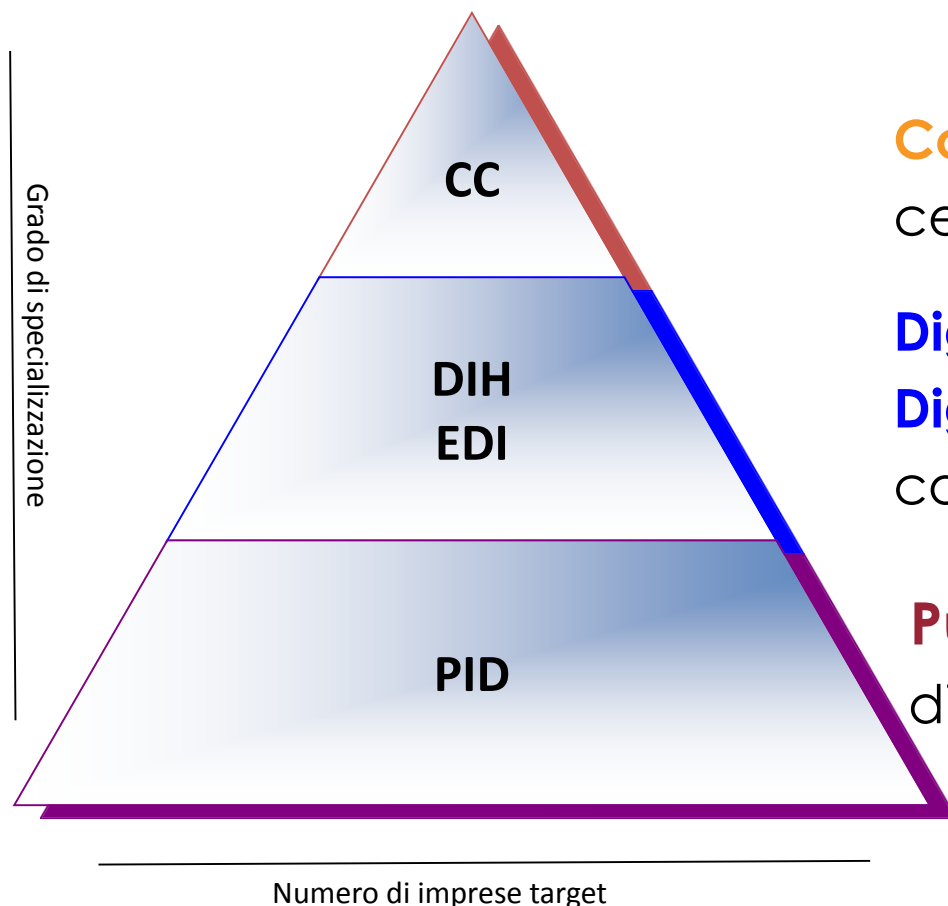 Grado di specializzazione
CC
DIH
EDI
PID
Numero di imprese target